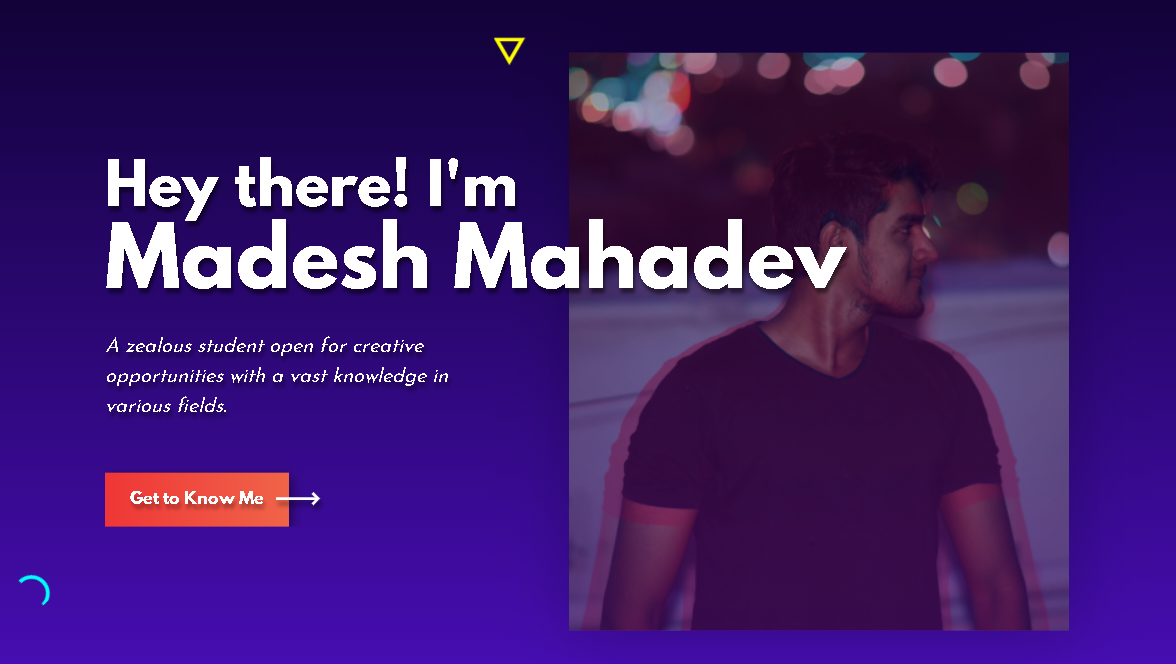 Hey there! I'm
Madesh Mahadev
A zealous student open for creative
opportunities with a vast knowledge in
various fields.
Get to Know Me